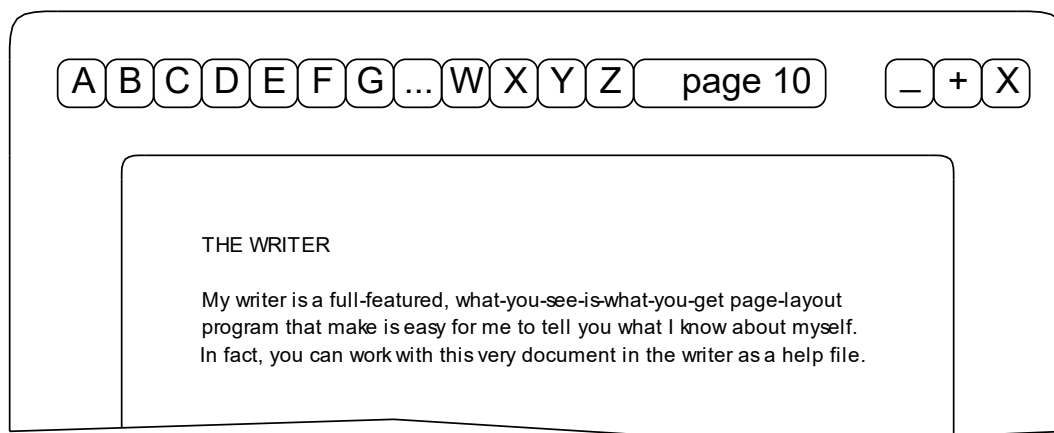 A B C D E F G ... W X Y Z page 10 _ + X
THE WRITER
My writer is a full-featured, what-you-see-is-what-you-get page-layout
program that make is easy for me to tell you what I know about myself.
In fact, you can work with this very document in the writer as a help file.